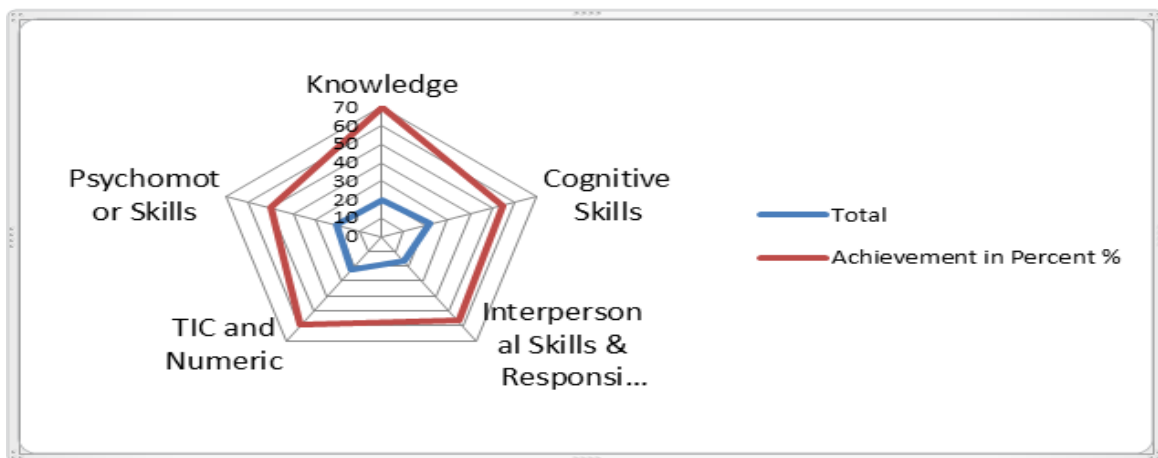 Knowledge
70
60
50
40
30
20
10
0
Cognitive
Skills
Interperson
al Skills &
Responsi...
TIC and
Numeric
Psychomot
or Skills
Total
Achievement in Percent %